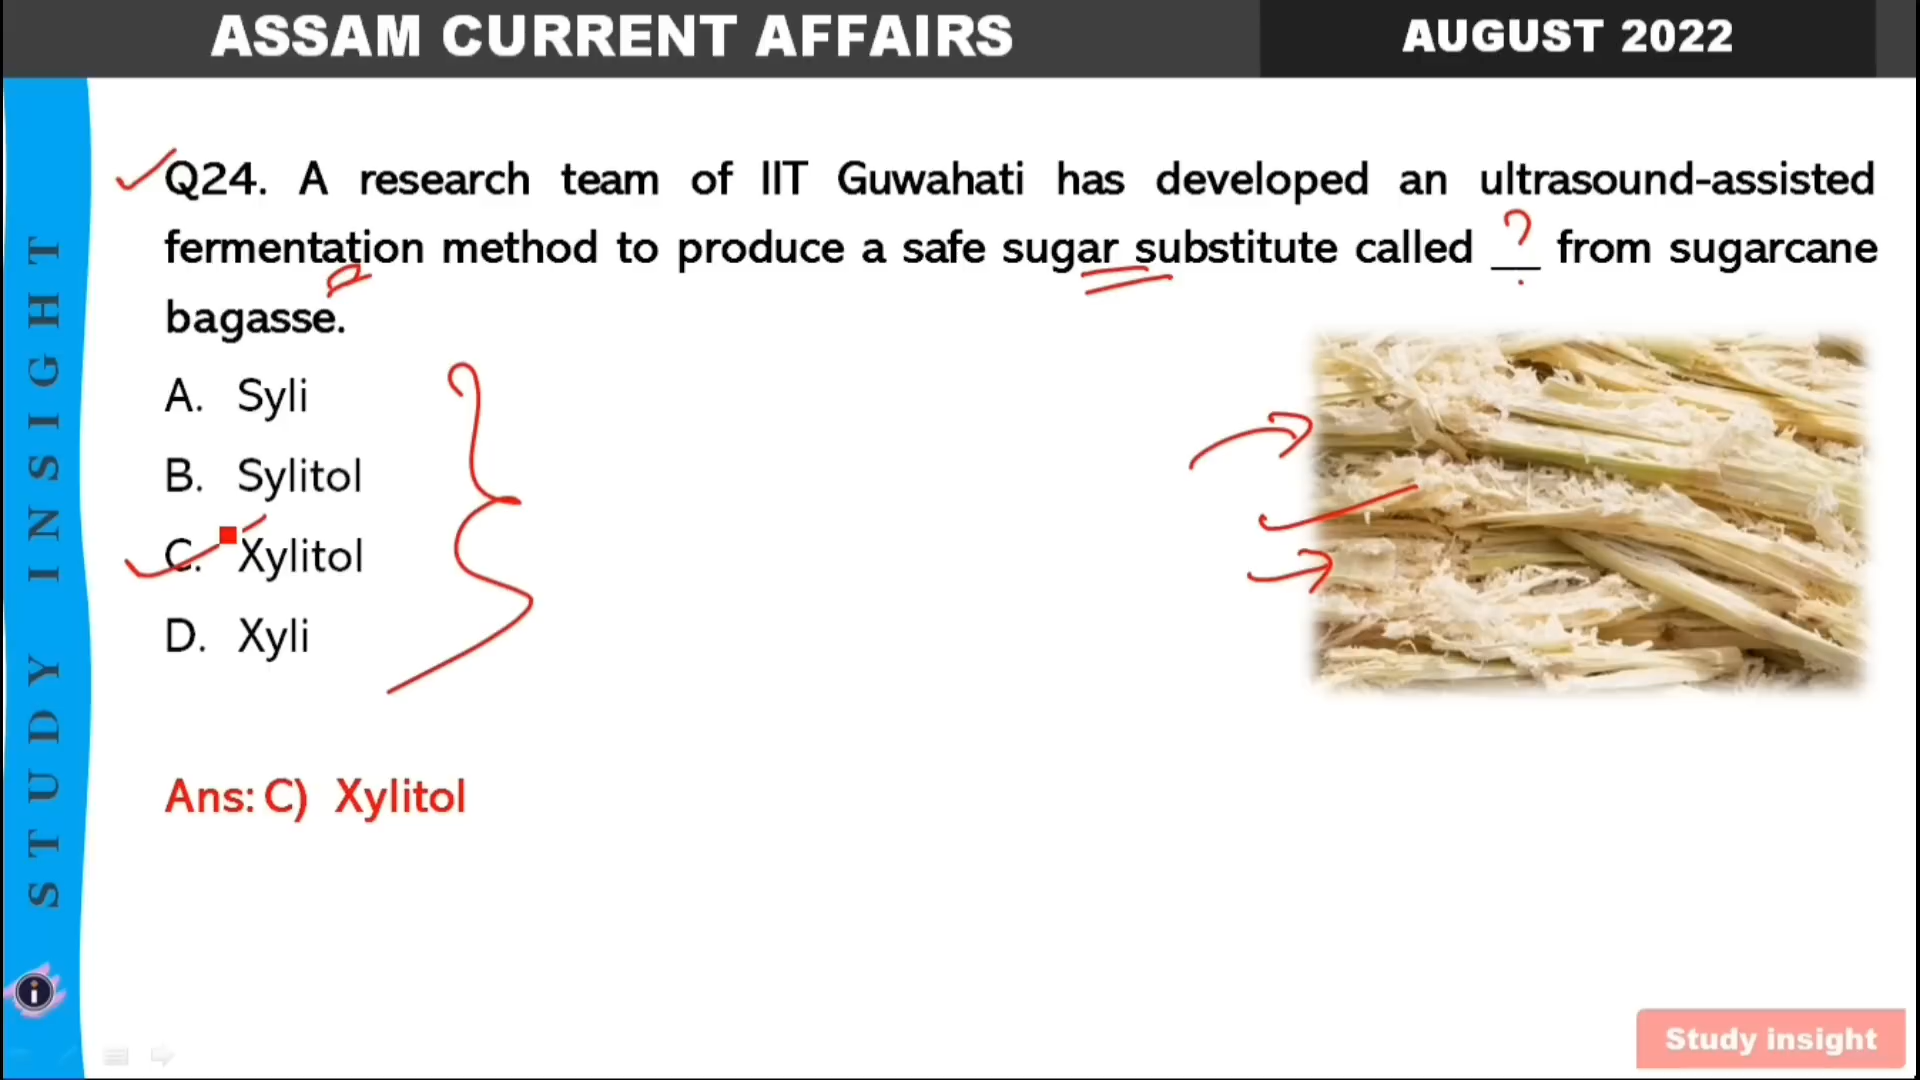 ASSAM CURRENT AFFAIRS
AUGUST 2022
Q24. A research team of IIT Guwahati has developed an ultrasound-assisted
fermentation method to produce a safe sugar substitute called __ from sugarcane
bagasse.
A. Syli
B. Sylitol
C. Xylitol
D. Xyli
Ans: C) Xylitol
STUDY INSIGHT
Study insight